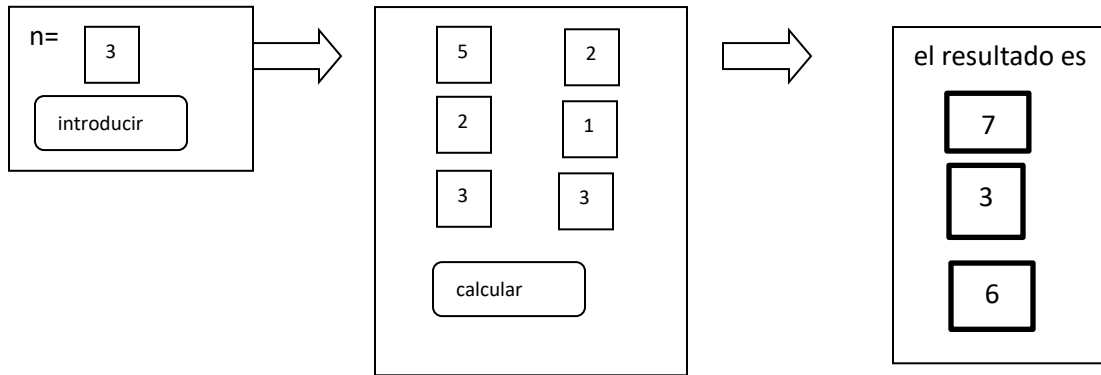 n= 3
introducir
5 2
2 1
3 3
calcular
el resultado es
7
3
6